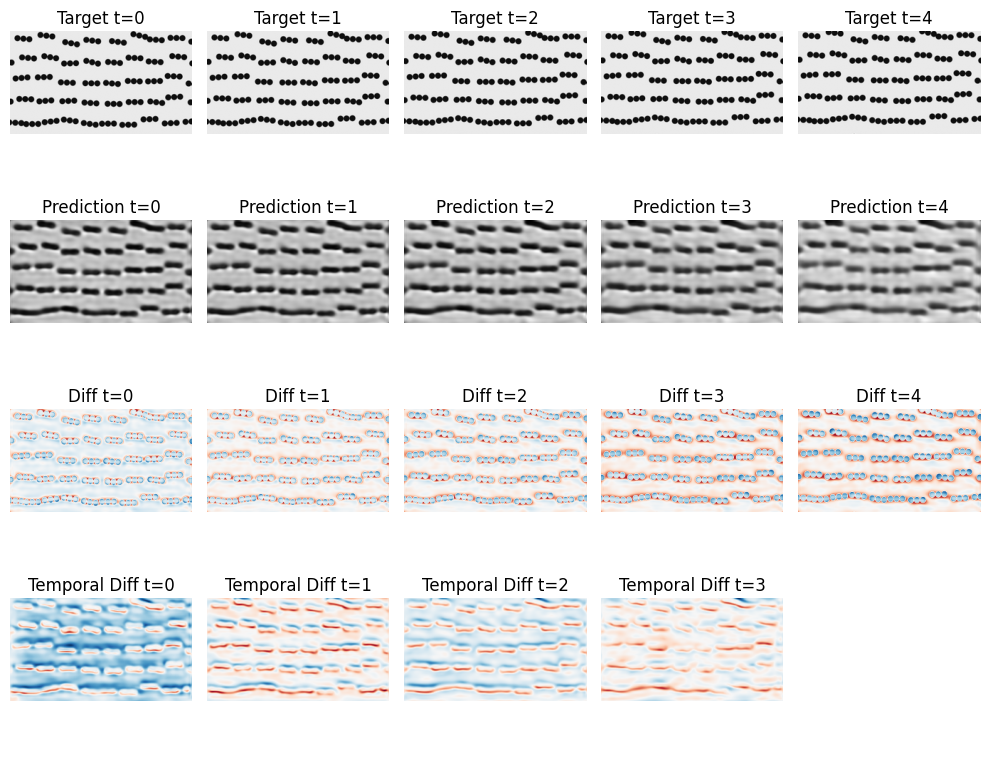 Target t=0 Target t=1 Target t=2 Target t=3 Target t=4
Prediction t=0 Prediction t=1 Prediction t=2 Prediction t=3 Prediction t=4
Diff t=0 Diff t=1 Diff t=2 Diff t=3 Diff t=4
Temporal Diff t=0 Temporal Diff t=1 Temporal Diff t=2 Temporal Diff t=3